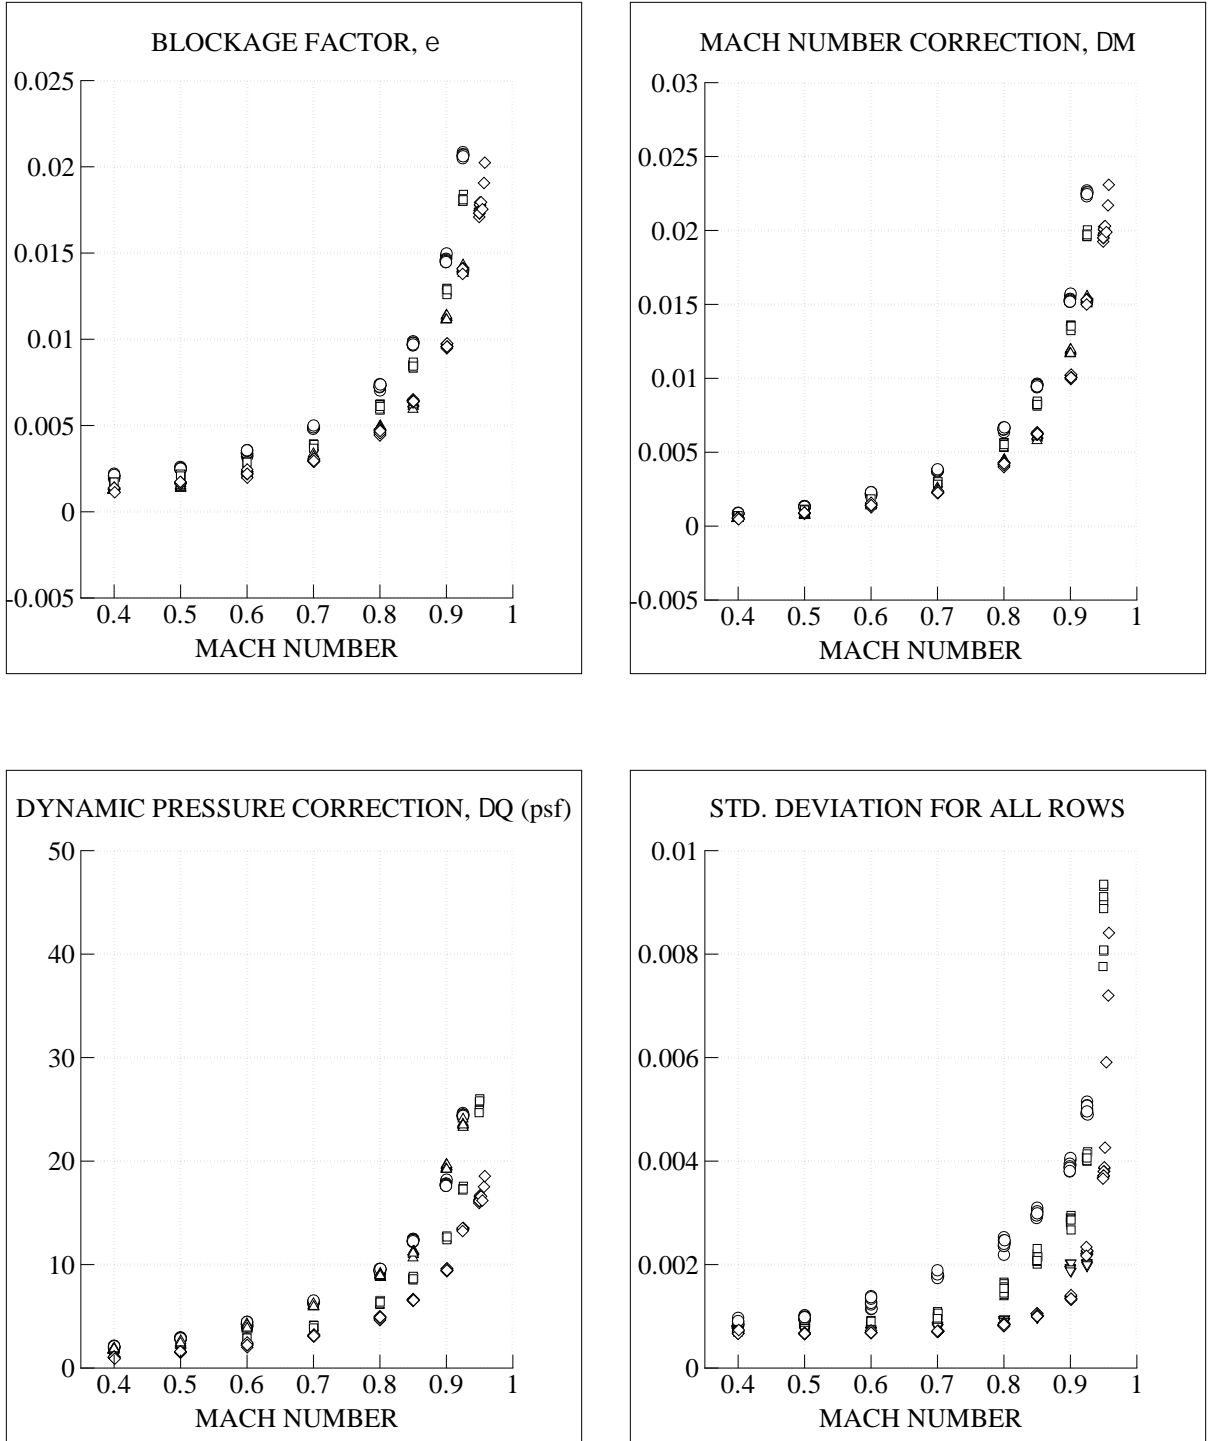 BLOCKAGE FACTOR, e
0.025
0.02
0.015
0.01
0.005
0
-0.005
0.4 0.5 0.6 0.7 0.8 0.9 1
MACH NUMBER
MACH NUMBER CORRECTION, DM
0.03
0.025
0.02
0.015
0.01
0.005
0
-0.005
0.4 0.5 0.6 0.7 0.8 0.9 1
MACH NUMBER
DYNAMIC PRESSURE CORRECTION, DQ (psf)
50
40
30
20
10
0
0.4 0.5 0.6 0.7 0.8 0.9 1
MACH NUMBER
STD. DEVIATION FOR ALL ROWS
0.01
0.008
0.006
0.004
0.002
0
0.4 0.5 0.6 0.7 0.8 0.9 1
MACH NUMBER